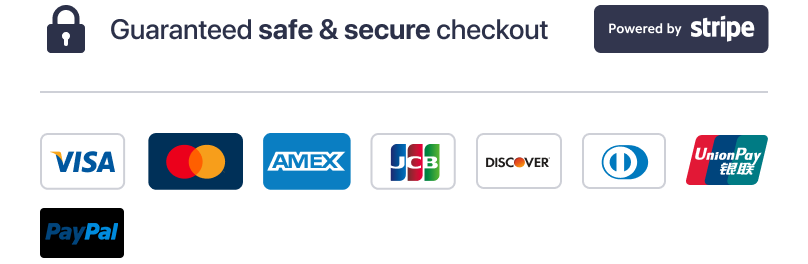 Guaranteed safe & secure checkout
Powered by stripe
VISA
AMEX
JCB
DISCOVER
UnionPay
银联
PayPal